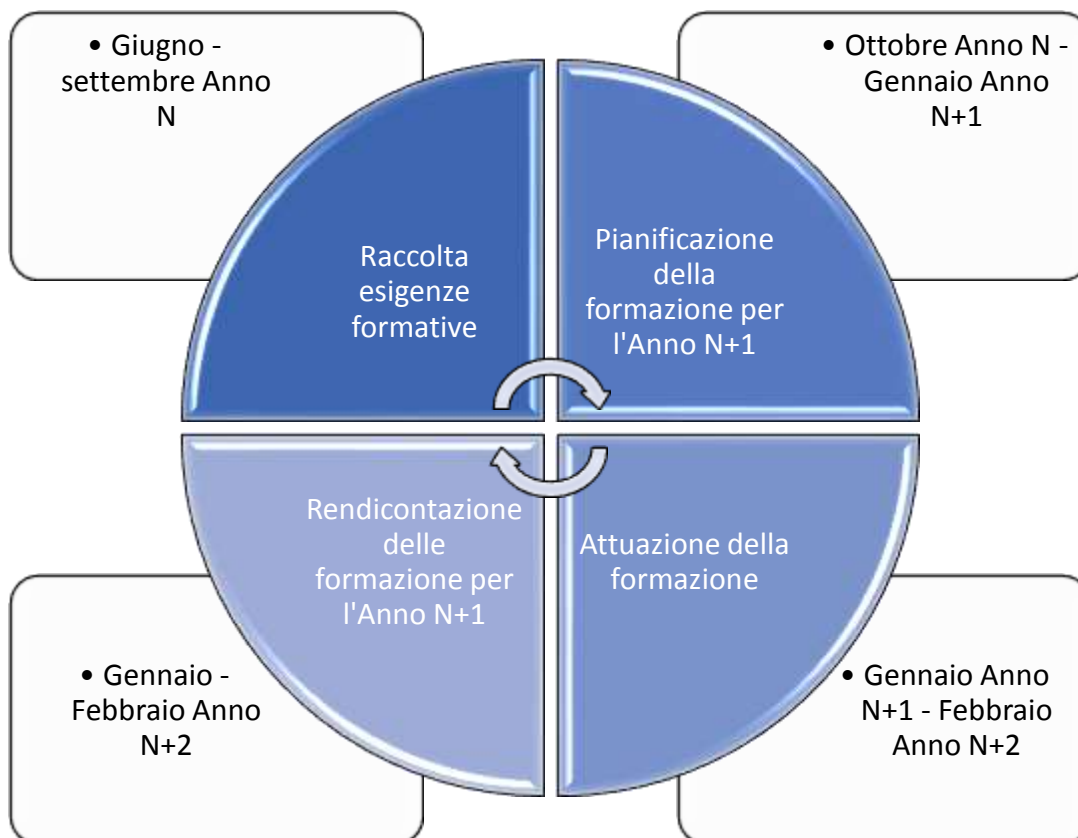 • Giugno -
settembre Anno
N
• Ottobre Anno N -
Gennaio Anno
N+1
Raccolta
esigenze
formative
Pianificazione
della
formazione per
l'Anno N+1
Rendicontazione
delle
formazione per
l'Anno N+1
Attuazione della
formazione
• Gennaio -
Febbraio Anno
N+2
• Gennaio Anno
N+1 - Febbraio
Anno N+2